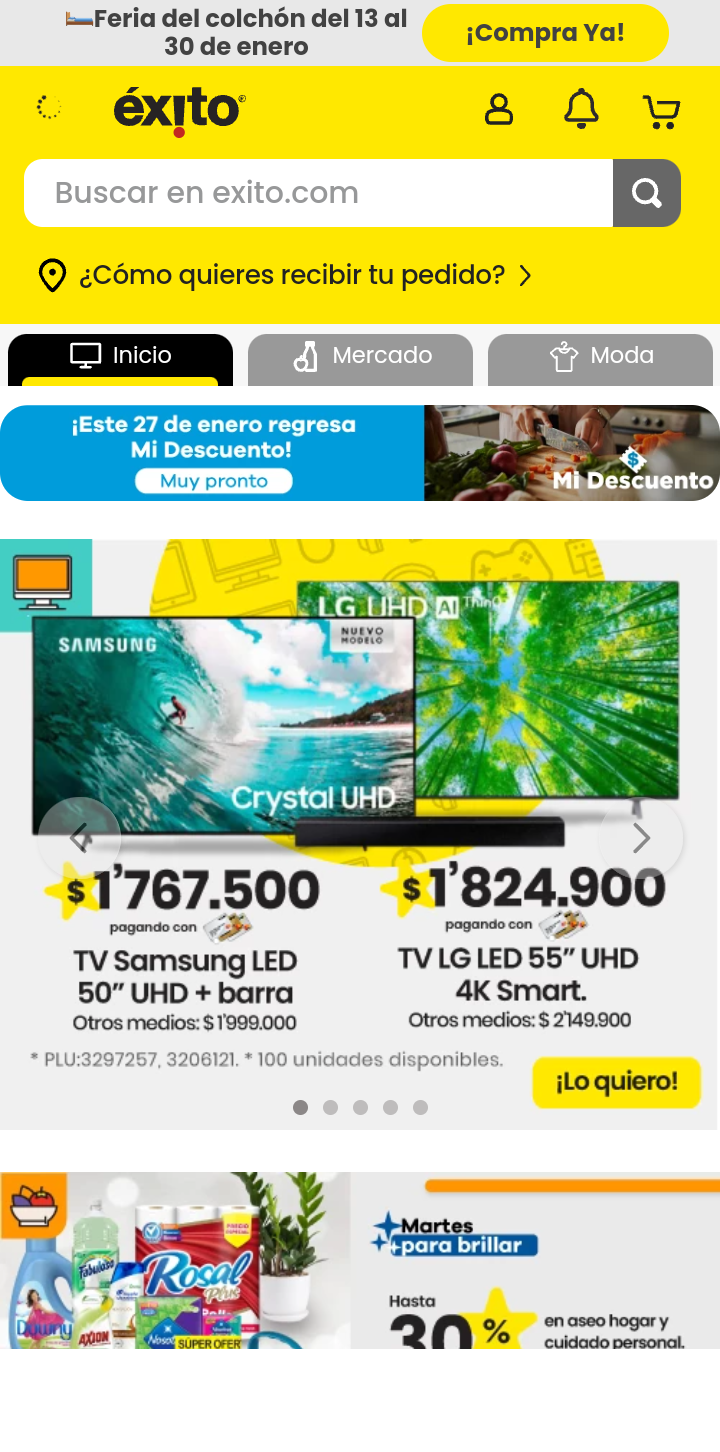 Feria del colchón del 13 al
30 de enero
¡Compra Ya!
éxito
Buscar en exito.com
¿Cómo quieres recibir tu pedido?
Inicio
Mercado
Moda
¡Este 27 de enero regresa
Mi Descuento!
Muy pronto
$
Mi Descuento
LG UHD AI ThinQ
SAMSUNG
NUEVO
MODELO
Crystal UHD
$ 1'767.500
pagando con
TV Samsung LED
50” UHD + barra
Otros medios: $ 1'999.000
$ 1'824.900
pagando con
TV LG LED 55” UHD
4K Smart.
Otros medios: $ 2'149.900
* PLU:3297257, 3206121. * 100 unidades disponibles.
¡Lo quiero!
Downy
Fabuloso
AXION
Rosal
Plus
SÚPER OFER
Martes
para brillar
Hasta
30%
en aseo hogar y
cuidado personal.